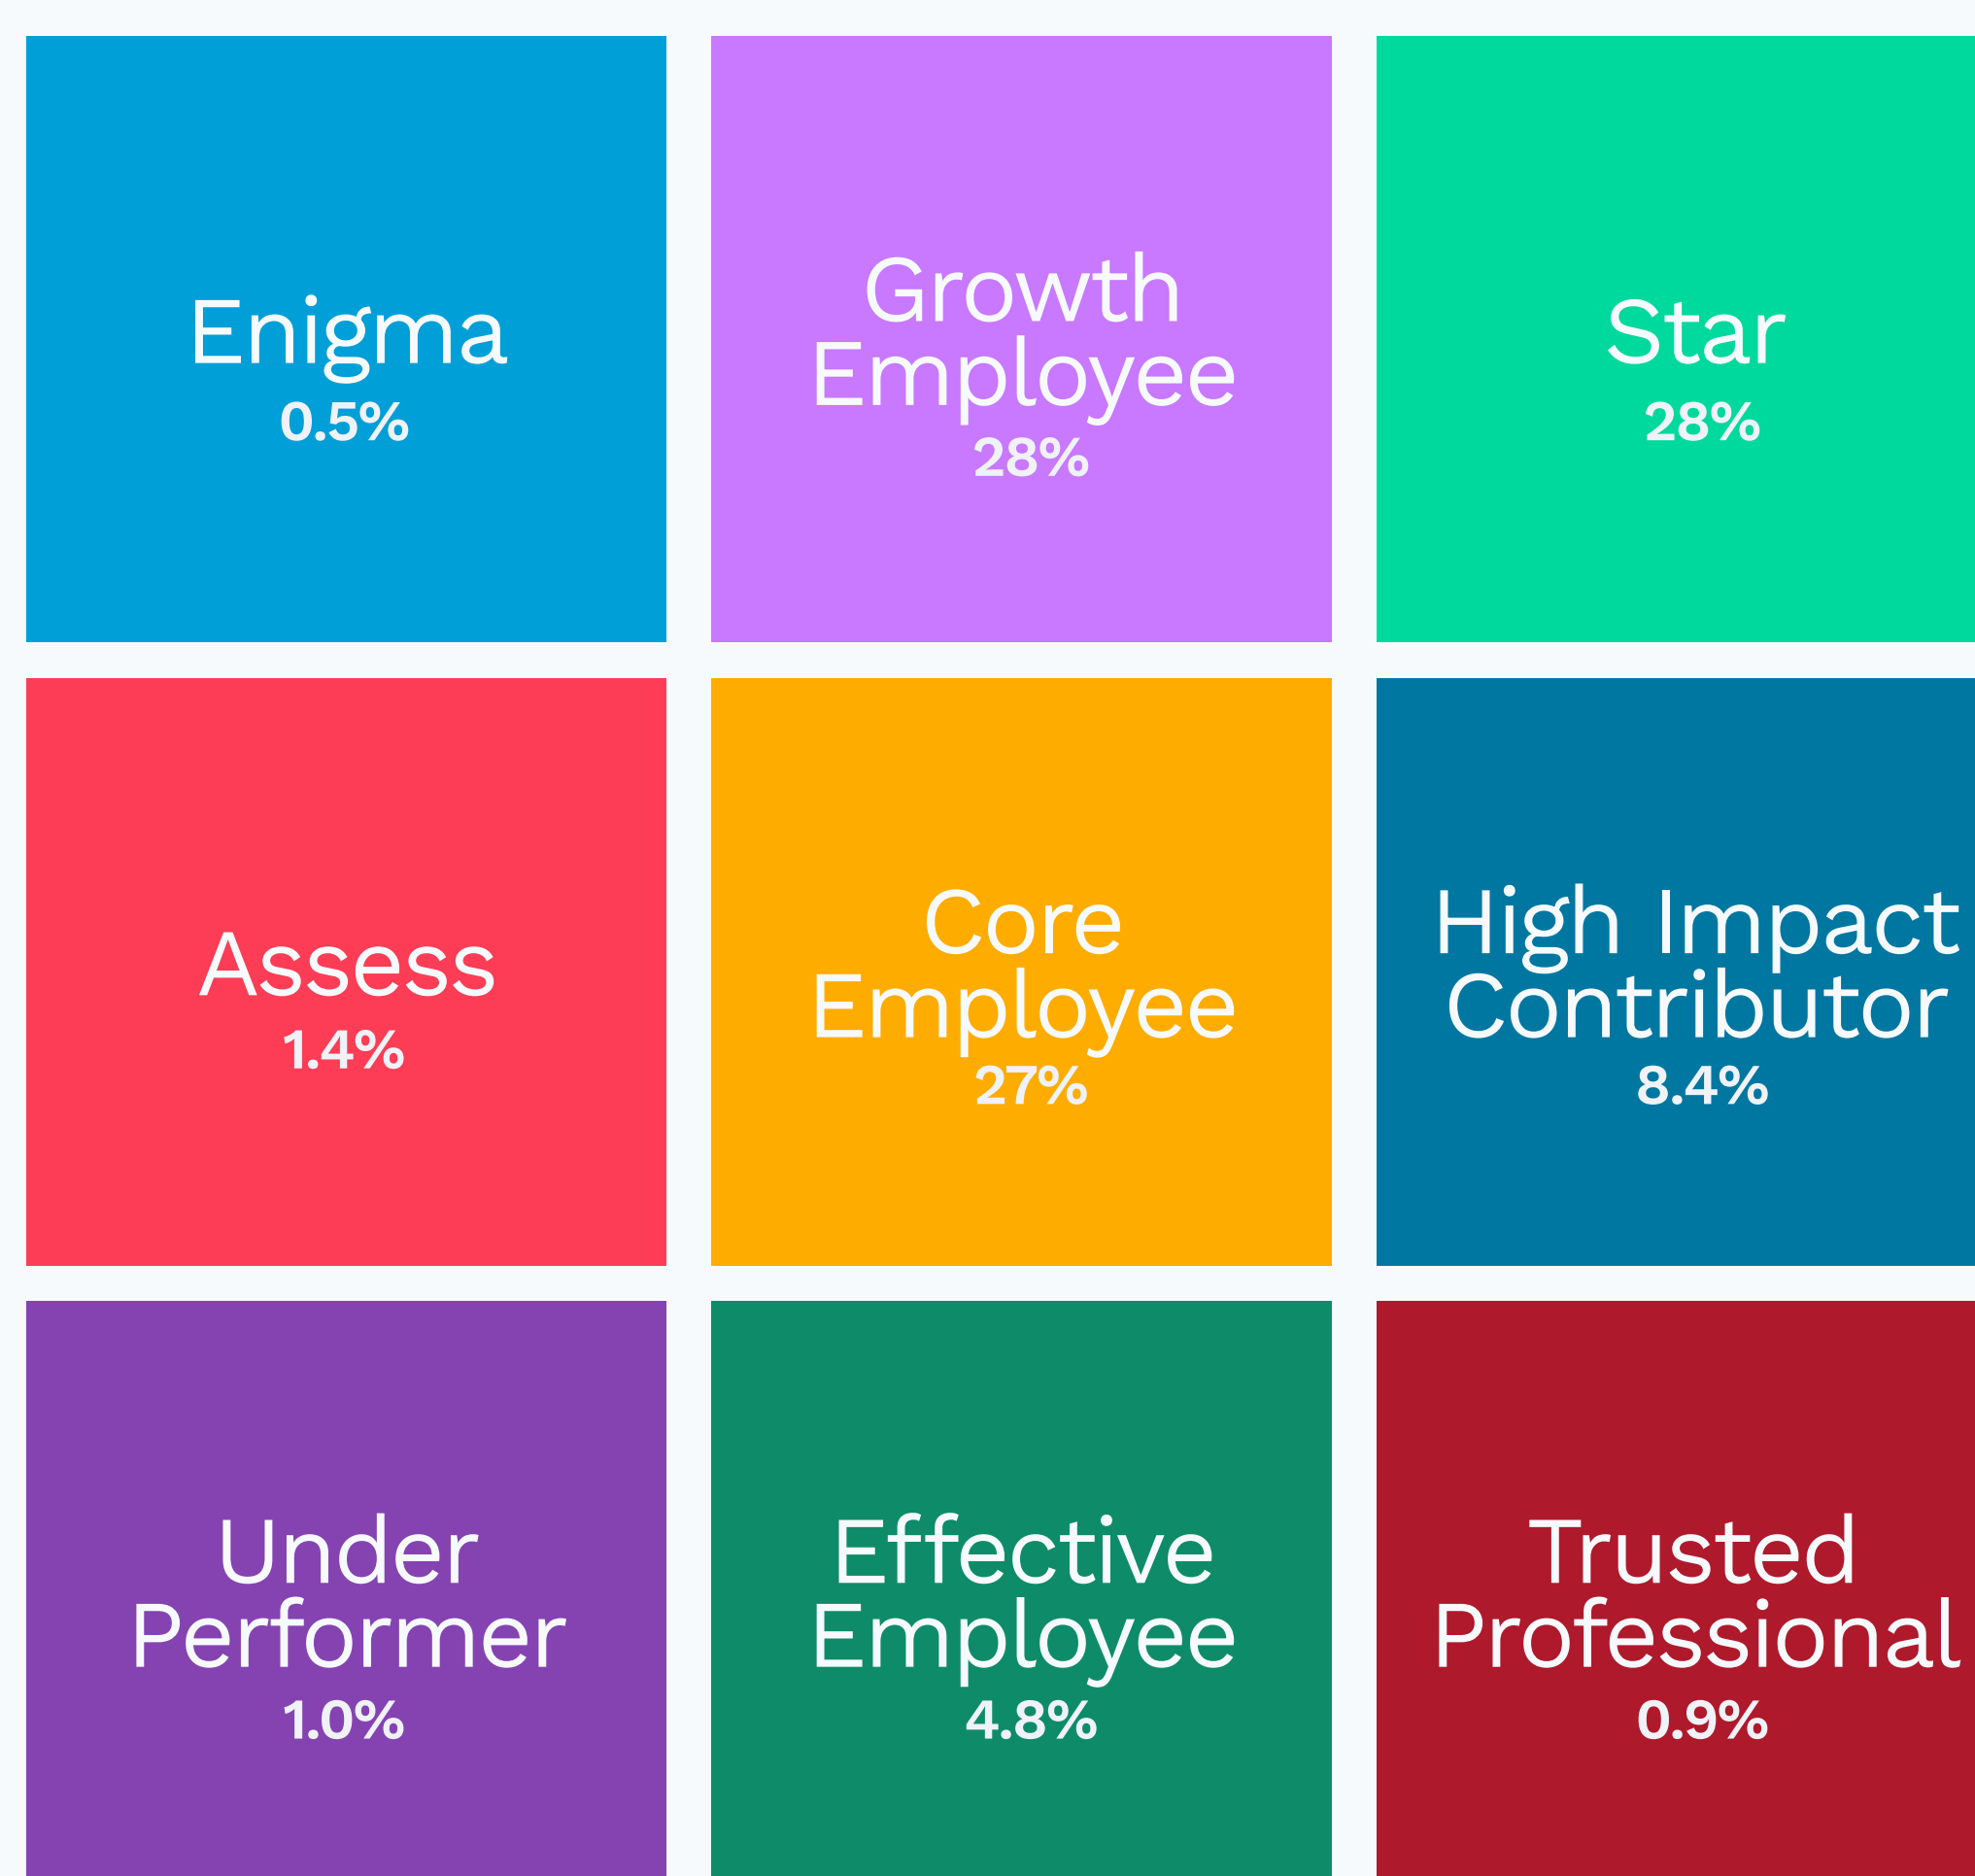 Enigma
0.5%
Growth
Employee
28%
Star
28%
Assess
1.4%
Core
Employee
27%
High Impact
Contributor
8.4%
Under
Performer
1.0%
Effective
Employee
4.8%
Trusted
Professional
0.9%